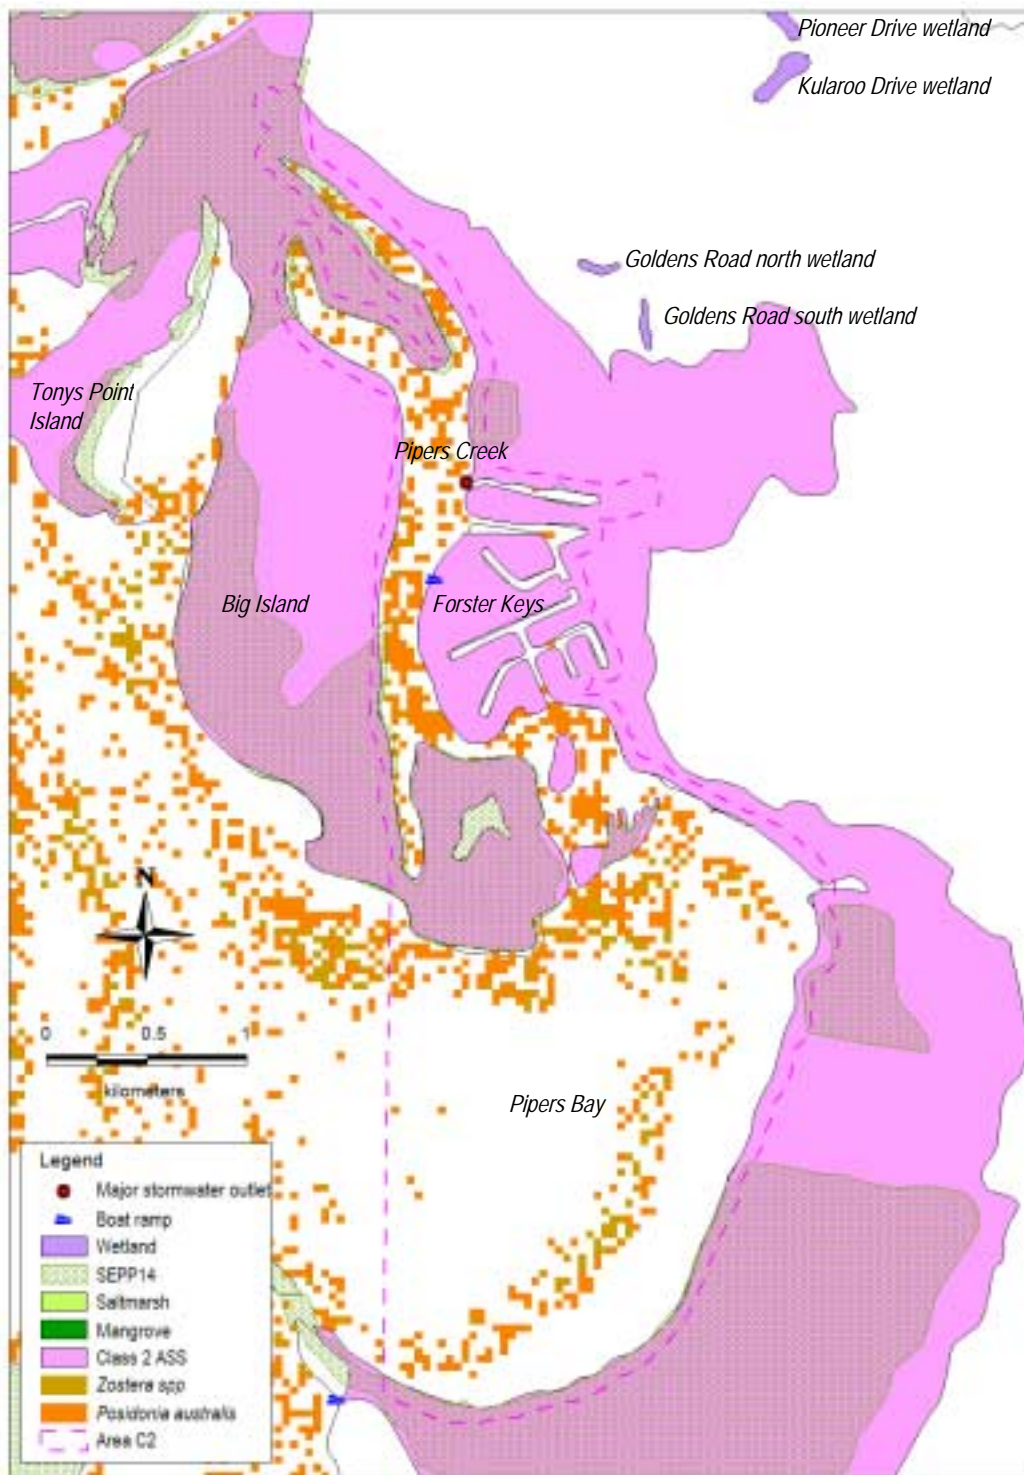 Pioneer Drive wetland
Kularoo Drive wetland
Goldens Road north wetland
Goldens Road south wetland
Tonys Point
Island
Pipers Creek
Big Island
Forster Keys
N
0 0.5 1
kilometers
Pipers Bay
Legend
Major stormwater outlet
Boat ramp
Wetland
SEPP14
Saltmarsh
Mangrove
Class 2 ASS
Zostera spp
Posidonia australis
Area C2